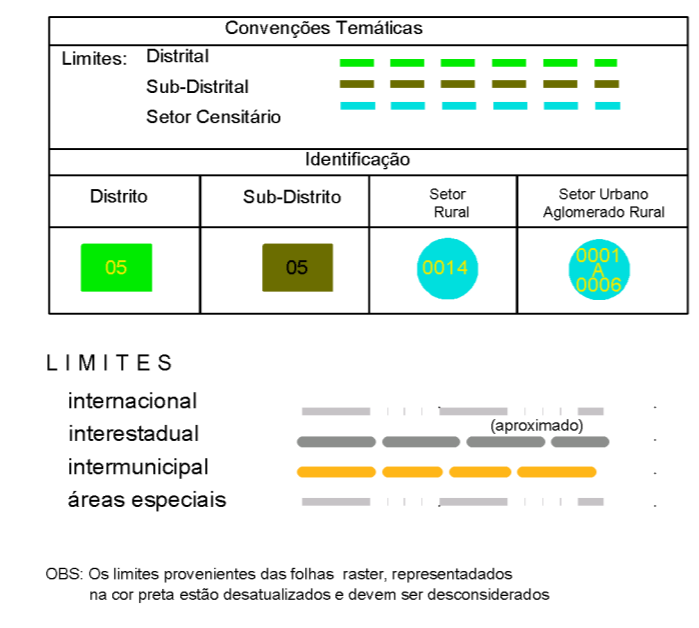 Convenções Temáticas
Limites: Distrital
Sub-Distrital
Setor Censitário
Identificação
Distrito Sub-Distrito Setor Rural Setor Urbano Aglomerado Rural
05 05 0014 0001 A 0006
LIMITES
internacional
(aproximado)
interestadual
intermunicipal
áreas especiais
OBS: Os limites provenientes das folhas raster, representadados
na cor preta estão desatualizados e devem ser desconsiderados